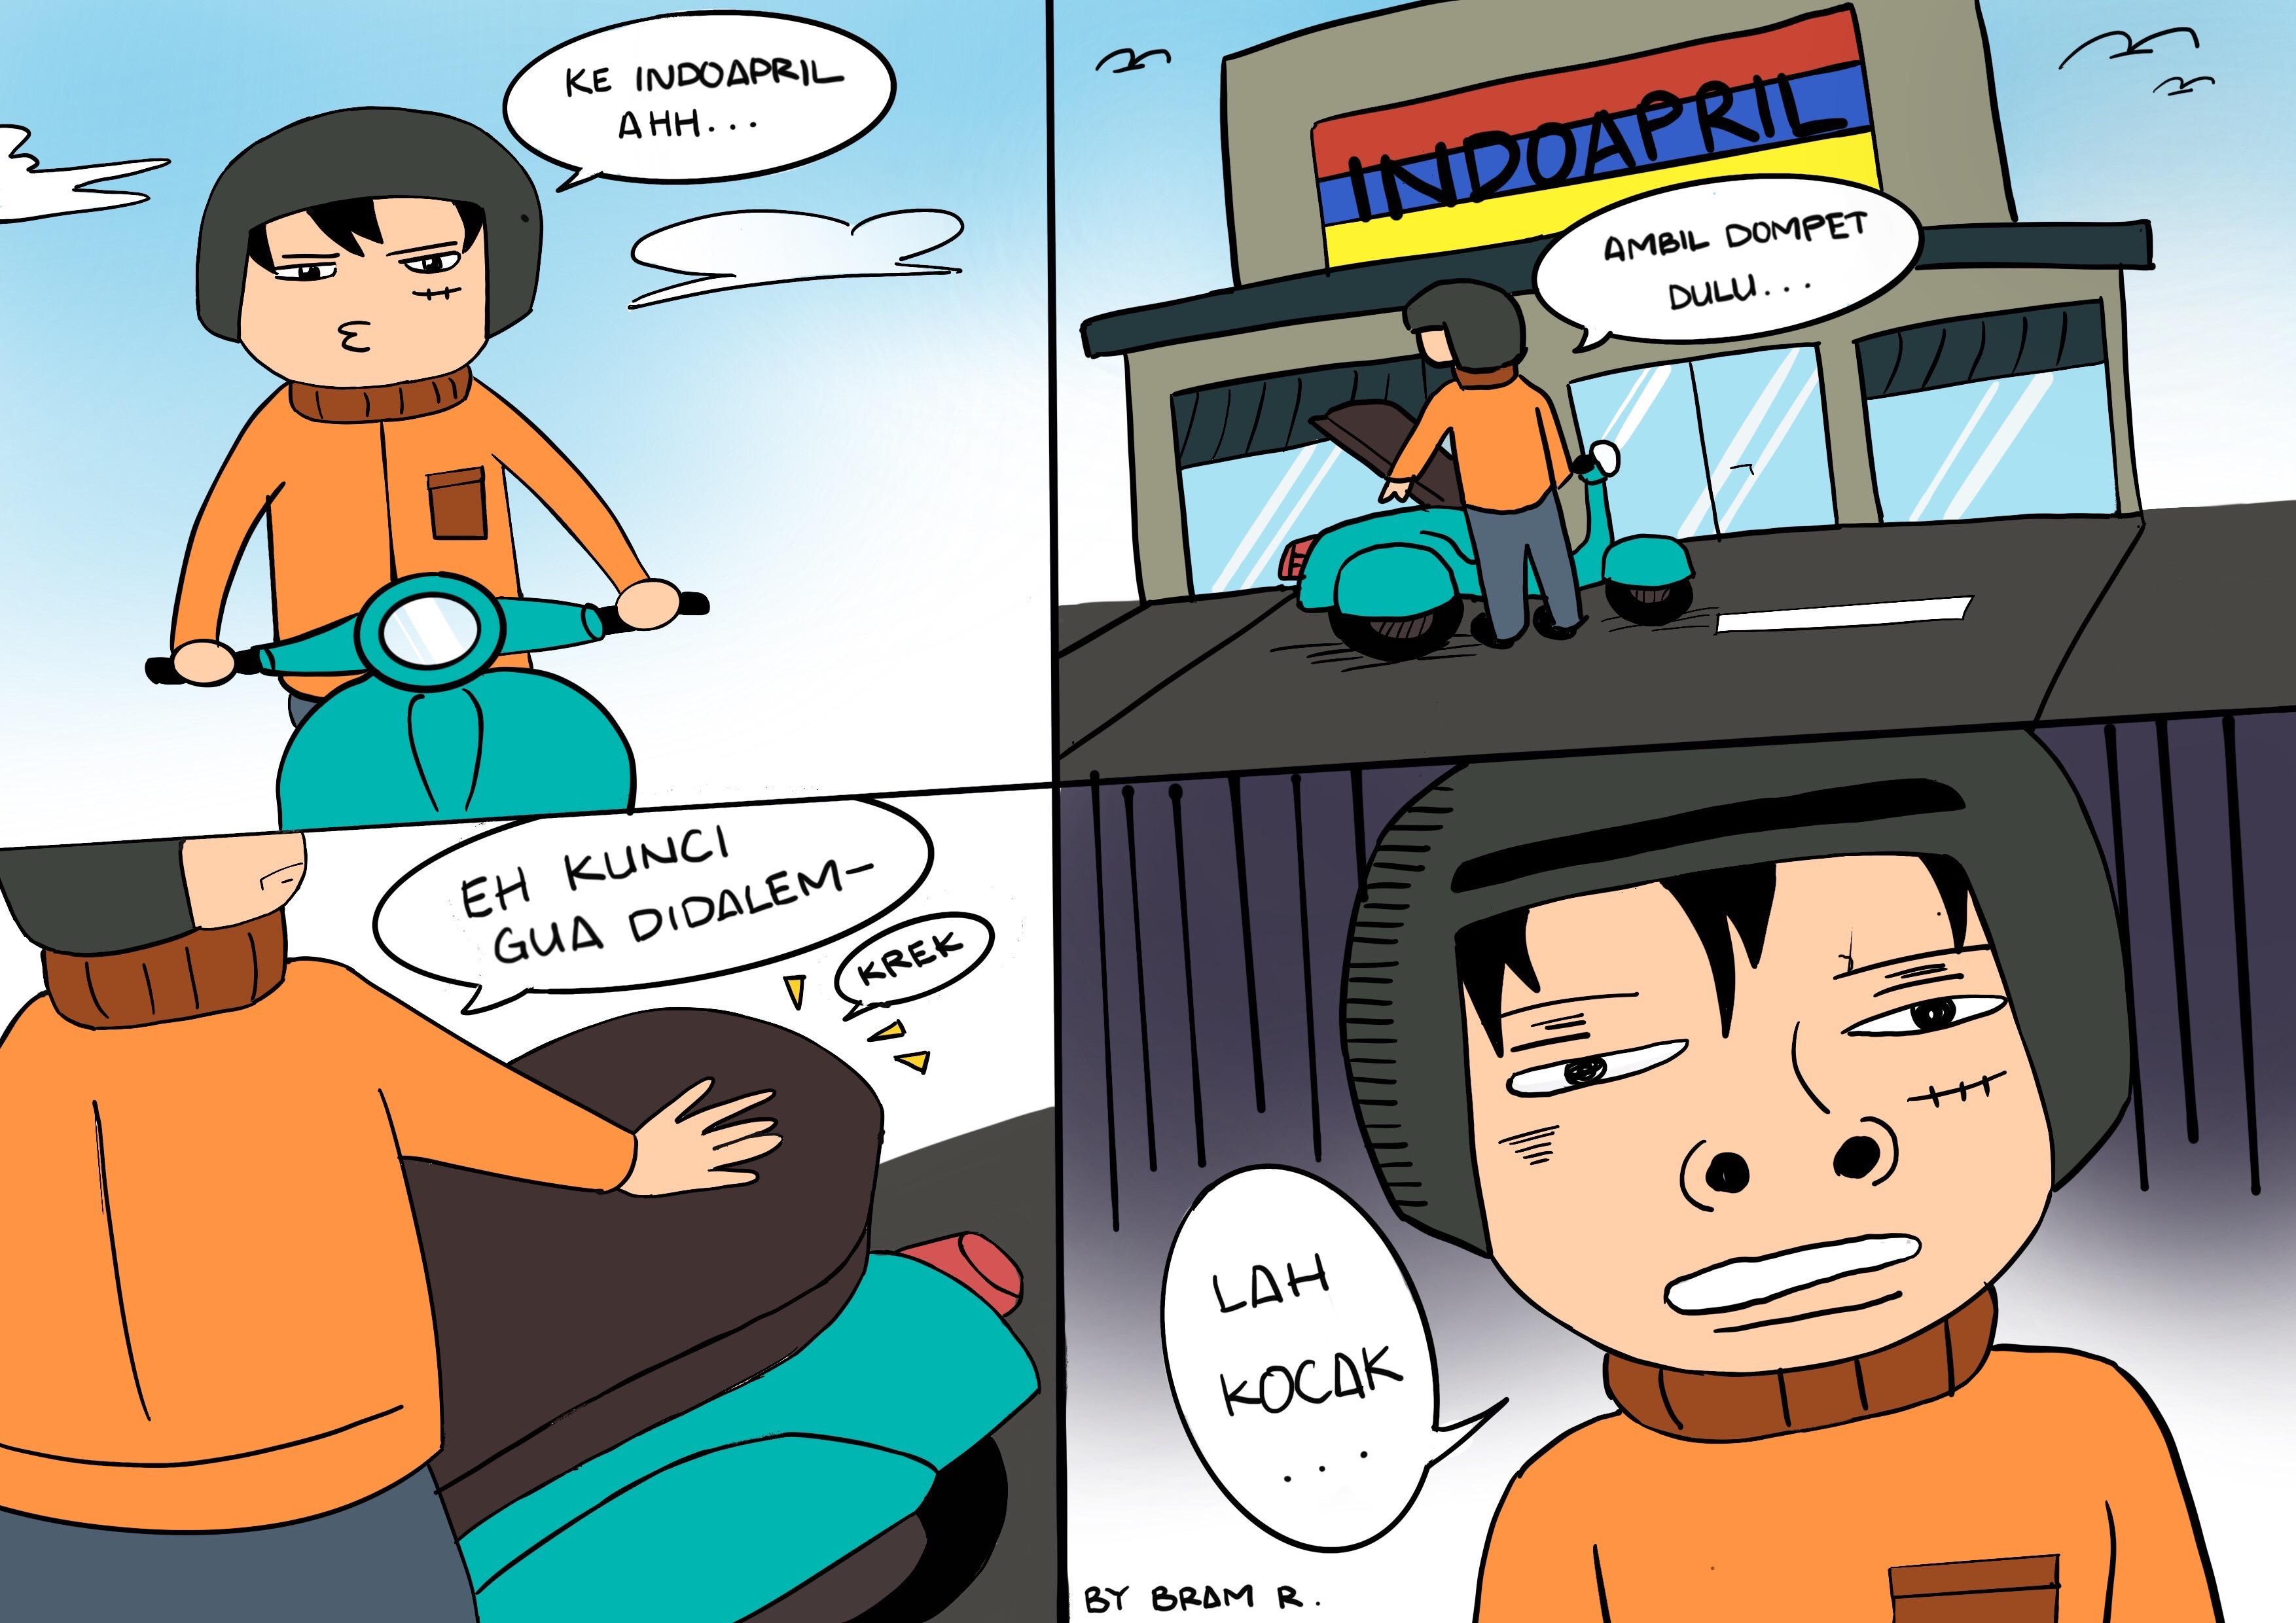 KE INDOAPRIL
AHH...
INDOAPRIL
AMBIL DOMPET
DULU...
EH KUNCI
GUA DIDALEM-
KREK
LAH
KOCAK
...
BY BRAM R.